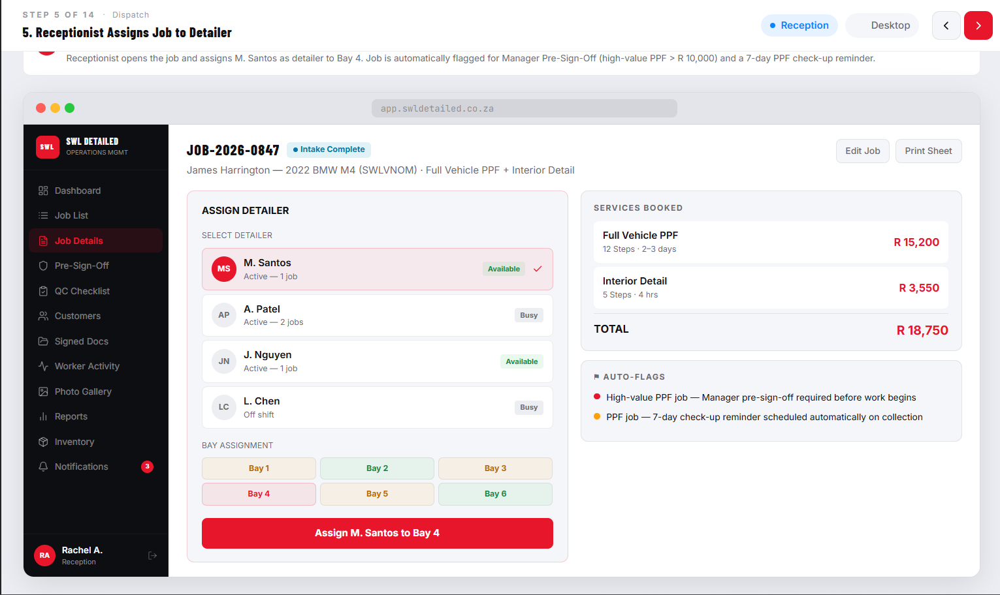 STEP 5 OF 14 · Dispatch
5. Receptionist Assigns Job to Detailer
Reception
Desktop
Receptionist opens the job and assigns M. Santos as detailer to Bay 4. Job is automatically flagged for Manager Pre-Sign-Off (high-value PPF > R 10,000) and a 7-day PPF check-up reminder.
app.swldetailed.co.za
SWL
SWL DETAILED
OPERATIONS MGMT
Dashboard
Job List
Job Details
Pre-Sign-Off
QC Checklist
Customers
Signed Docs
Worker Activity
Photo Gallery
Reports
Inventory
Notifications 3
RA
Rachel A.
Reception
JOB-2026-0847 Intake Complete
James Harrington — 2022 BMW M4 (SWLVNOM) · Full Vehicle PPF + Interior Detail
Edit Job
Print Sheet
ASSIGN DETAILER
SELECT DETAILER
MS
M. Santos
Active — 1 job
Available
AP
A. Patel
Active — 2 jobs
Busy
JN
J. Nguyen
Active — 1 job
Available
LC
L. Chen
Off shift
Busy
BAY ASSIGNMENT
Bay 1
Bay 2
Bay 3
Bay 4
Bay 5
Bay 6
Assign M. Santos to Bay 4
SERVICES BOOKED
Full Vehicle PPF
12 Steps · 2–3 days
R 15,200
Interior Detail
5 Steps · 4 hrs
R 3,550
TOTAL
R 18,750
AUTO-FLAGS
High-value PPF job — Manager pre-sign-off required before work begins
PPF job — 7-day check-up reminder scheduled automatically on collection